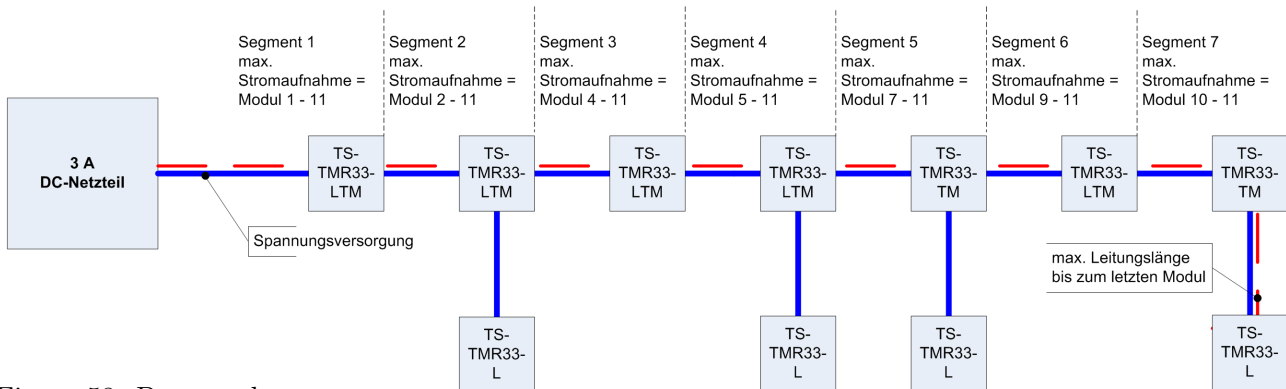 Segment 1
max.
Stromaufnahme =
Modul 1 - 11
Segment 2
max.
Stromaufnahme =
Modul 2 - 11
Segment 3
max.
Stromaufnahme =
Modul 4 - 11
Segment 4
max.
Stromaufnahme =
Modul 5 - 11
Segment 5
max.
Stromaufnahme =
Modul 7 - 11
Segment 6
max.
Stromaufnahme =
Modul 9 - 11
Segment 7
max.
Stromaufnahme =
Modul 10 - 11
3 A
DC-Netzteil
TS-
TMR33-
LTM
TS-
TMR33-
LTM
TS-
TMR33-
LTM
TS-
TMR33-
LTM
TS-
TMR33-
TM
TS-
TMR33-
LTM
TS-
TMR33-
TM
Spannungsversorgung
max. Leitungslänge
bis zum letzten Modul
TS-
TMR33-
L
TS-
TMR33-
L
TS-
TMR33-
L
TS-
TMR33-
L